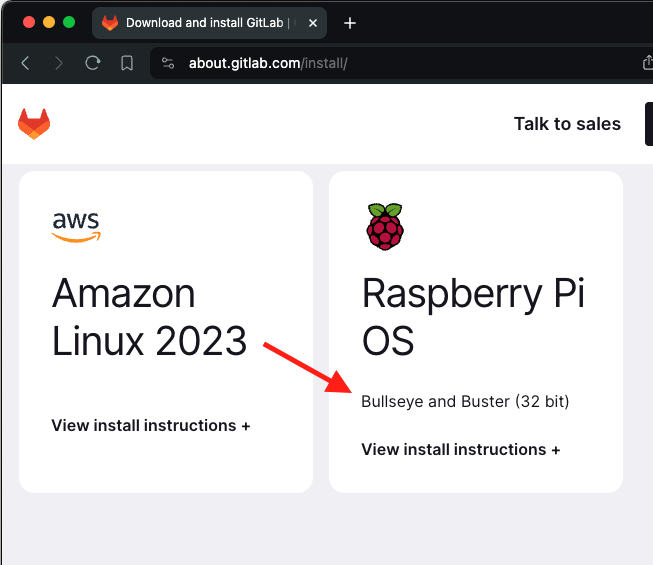 Download and install GitLab |
about.gitlab.com/install/
Talk to sales
aws
Amazon
Linux 2023
View install instructions +
Raspberry Pi
OS
Bullseye and Buster (32 bit)
View install instructions +